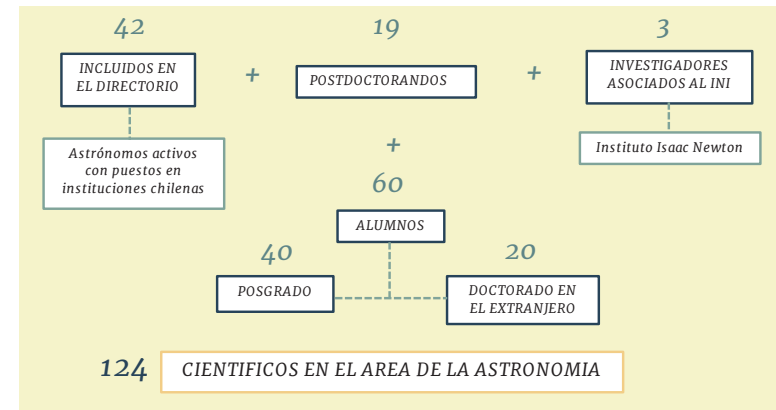 42
19
3
INCLUIDOS EN
EL DIRECTORIO
+
POSTDOCTORANDOS
+
INVESTIGADORES
ASOCIADOS AL INI
Astrónomos activos
con puestos en
instituciones chilenas
Instituto Isaac Newton
+
60
ALUMNOS
40
20
POSGRADO
DOCTORADO EN
EL EXTRANJERO
124 CIENTIFICOS EN EL AREA DE LA ASTRONOMIA